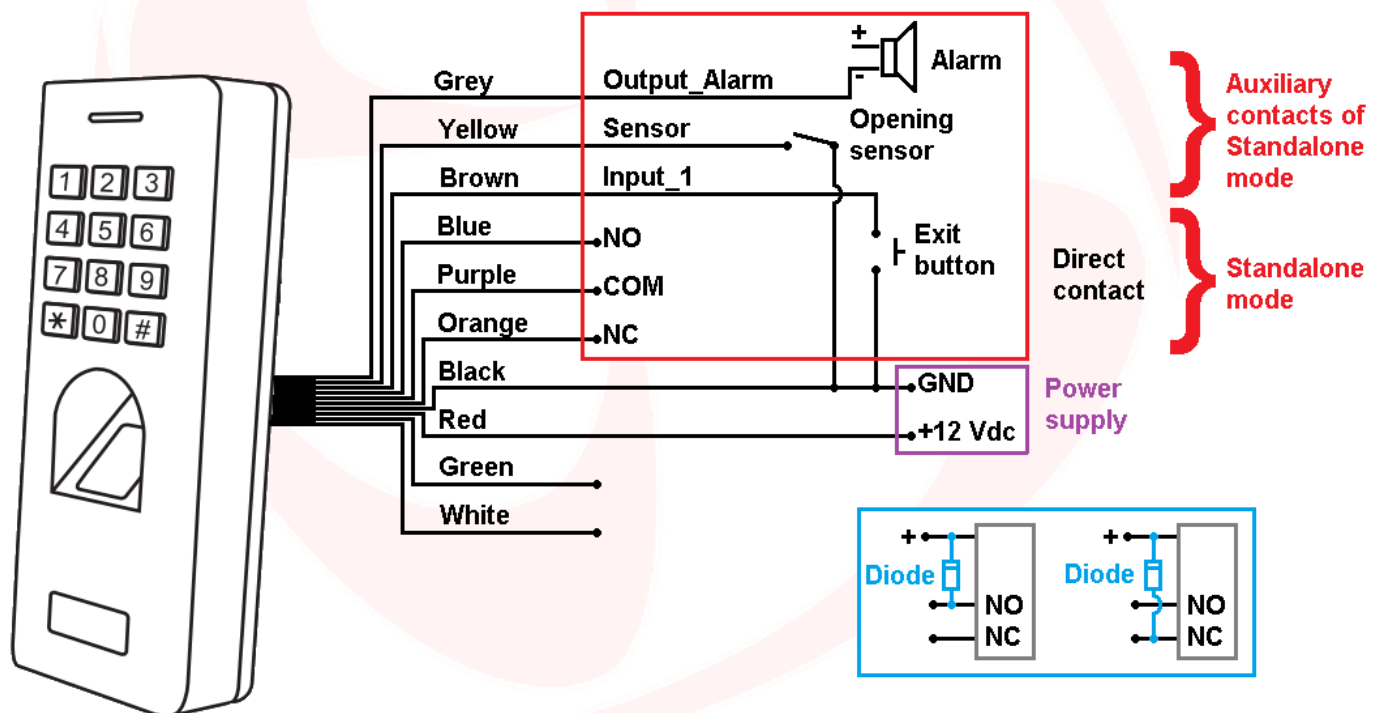 1 2 3
4 5 6
7 8 9
* 0 #
Grey
Yellow
Brown
Blue
Purple
Orange
Black
Red
Green
White
Output_Alarm
Sensor
Input_1
NO
COM
NC
+
-
Alarm
Opening
sensor
Exit
button
Direct
contact
GND
+12 Vdc
Power
supply
Auxiliary
contacts of
Standalone
mode
Standalone
mode
+
Diode
NO
NC
+
Diode
NO
NC